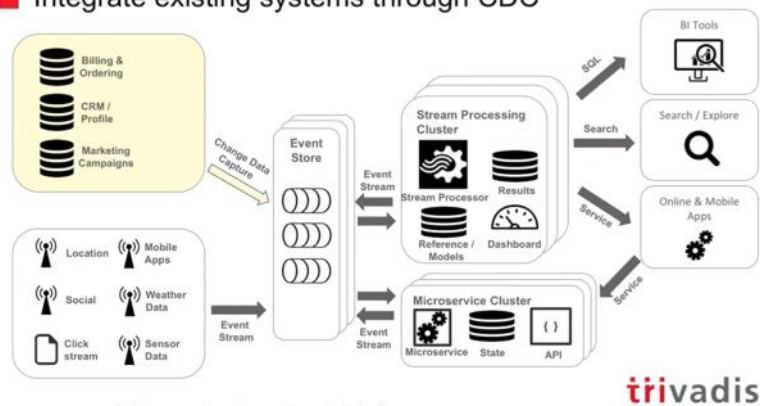 Integrate existing systems through CDC
Billing &
Ordering
CRM /
Profile
Marketing
Campaigns
Change Data
Capture
Location
Mobile
Apps
Social
Weather
Data
Click
stream
Sensor
Data
Event
Stream
Event
Store
Event
Stream
Event
Stream
Stream Processing
Cluster
Stream Processor
Results
Reference /
Models
Dashboard
Microservice Cluster
Microservice
State
{ }
API
SQL
Search
Service
Service
BI Tools
Search / Explore
Online & Mobile
Apps
trivadis